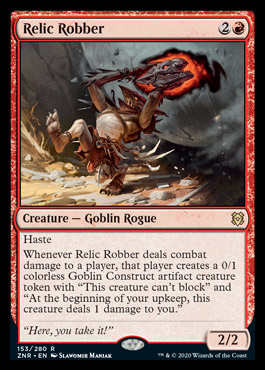 Relic Robber 2
Creature — Goblin Rogue
Haste
Whenever Relic Robber deals combat
damage to a player, that player creates a 0/1
colorless Goblin Construct artifact creature
token with “This creature can’t block” and
“At the beginning of your upkeep, this
creature deals 1 damage to you.”
“Here, you take it!”
2/2
153/280 R
ZNR • EN SLAWOMIR MANIAK
™ & © 2020 Wizards of the Coast